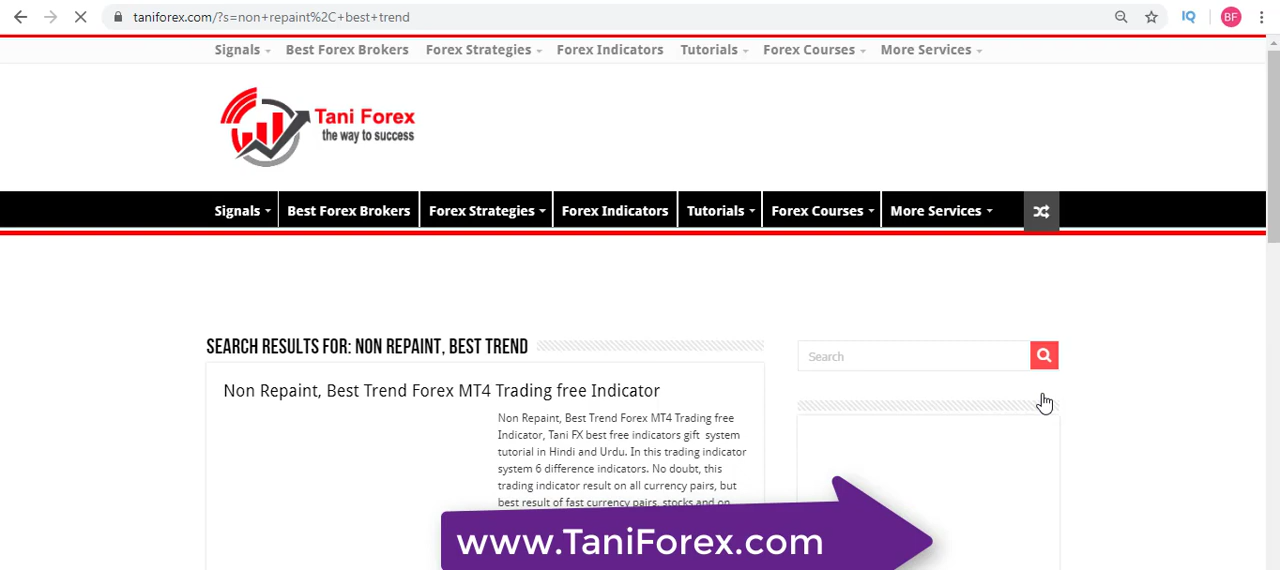 taniforex.com/?s=non+repaint%2C+best+trend
IQ
BF
Signals Best Forex Brokers Forex Strategies Forex Indicators Tutorials Forex Courses More Services
Tani Forex
the way to success
Signals Best Forex Brokers Forex Strategies Forex Indicators Tutorials Forex Courses More Services
SEARCH RESULTS FOR: NON REPAINT, BEST TREND
Search
Non Repaint, Best Trend Forex MT4 Trading free Indicator
Non Repaint, Best Trend Forex MT4 Trading free
Indicator, Tani FX best free indicators gift system
tutorial in Hindi and Urdu. In this trading indicator
system 6 difference indicators. No doubt, this
trading indicator result on all currency pairs, but
best result of fast currency pairs, stocks and on
www.TaniForex.com